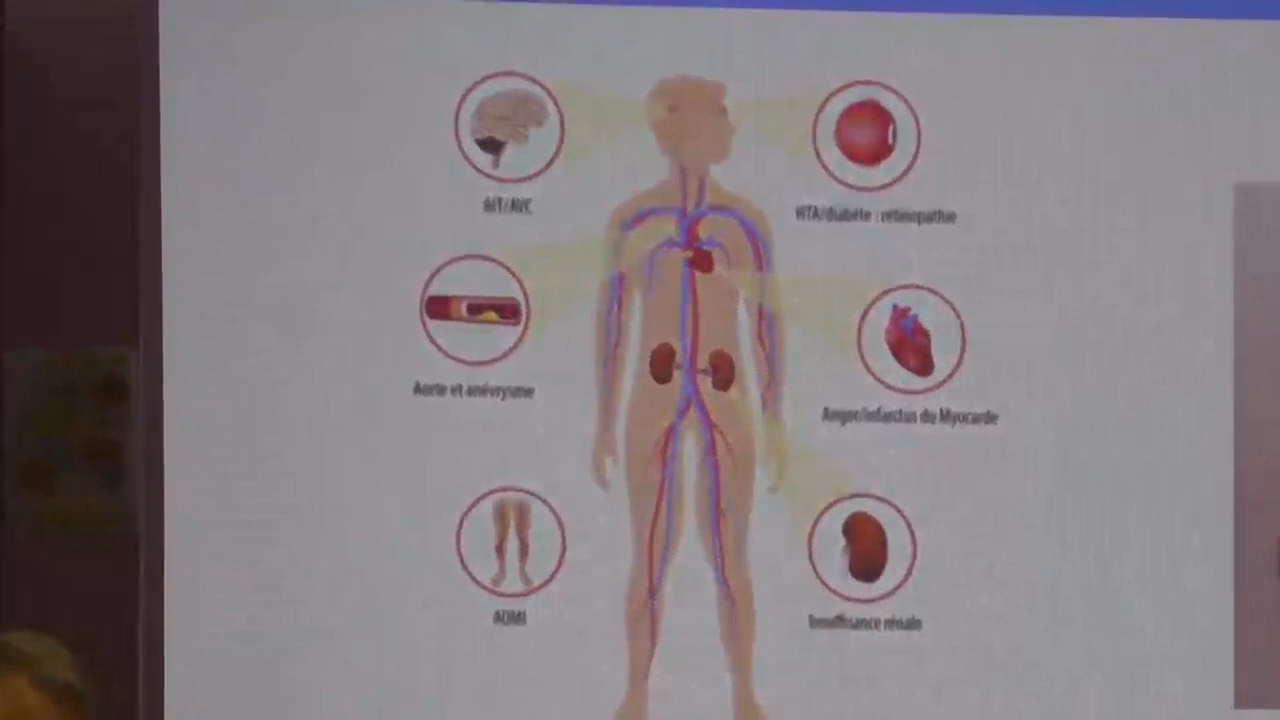 AIT/AVC
HTA/diabète : rétinopathie
Aorte et anévrysme
Angor/Infarctus du Myocarde
AOMI
Insuffisance rénale